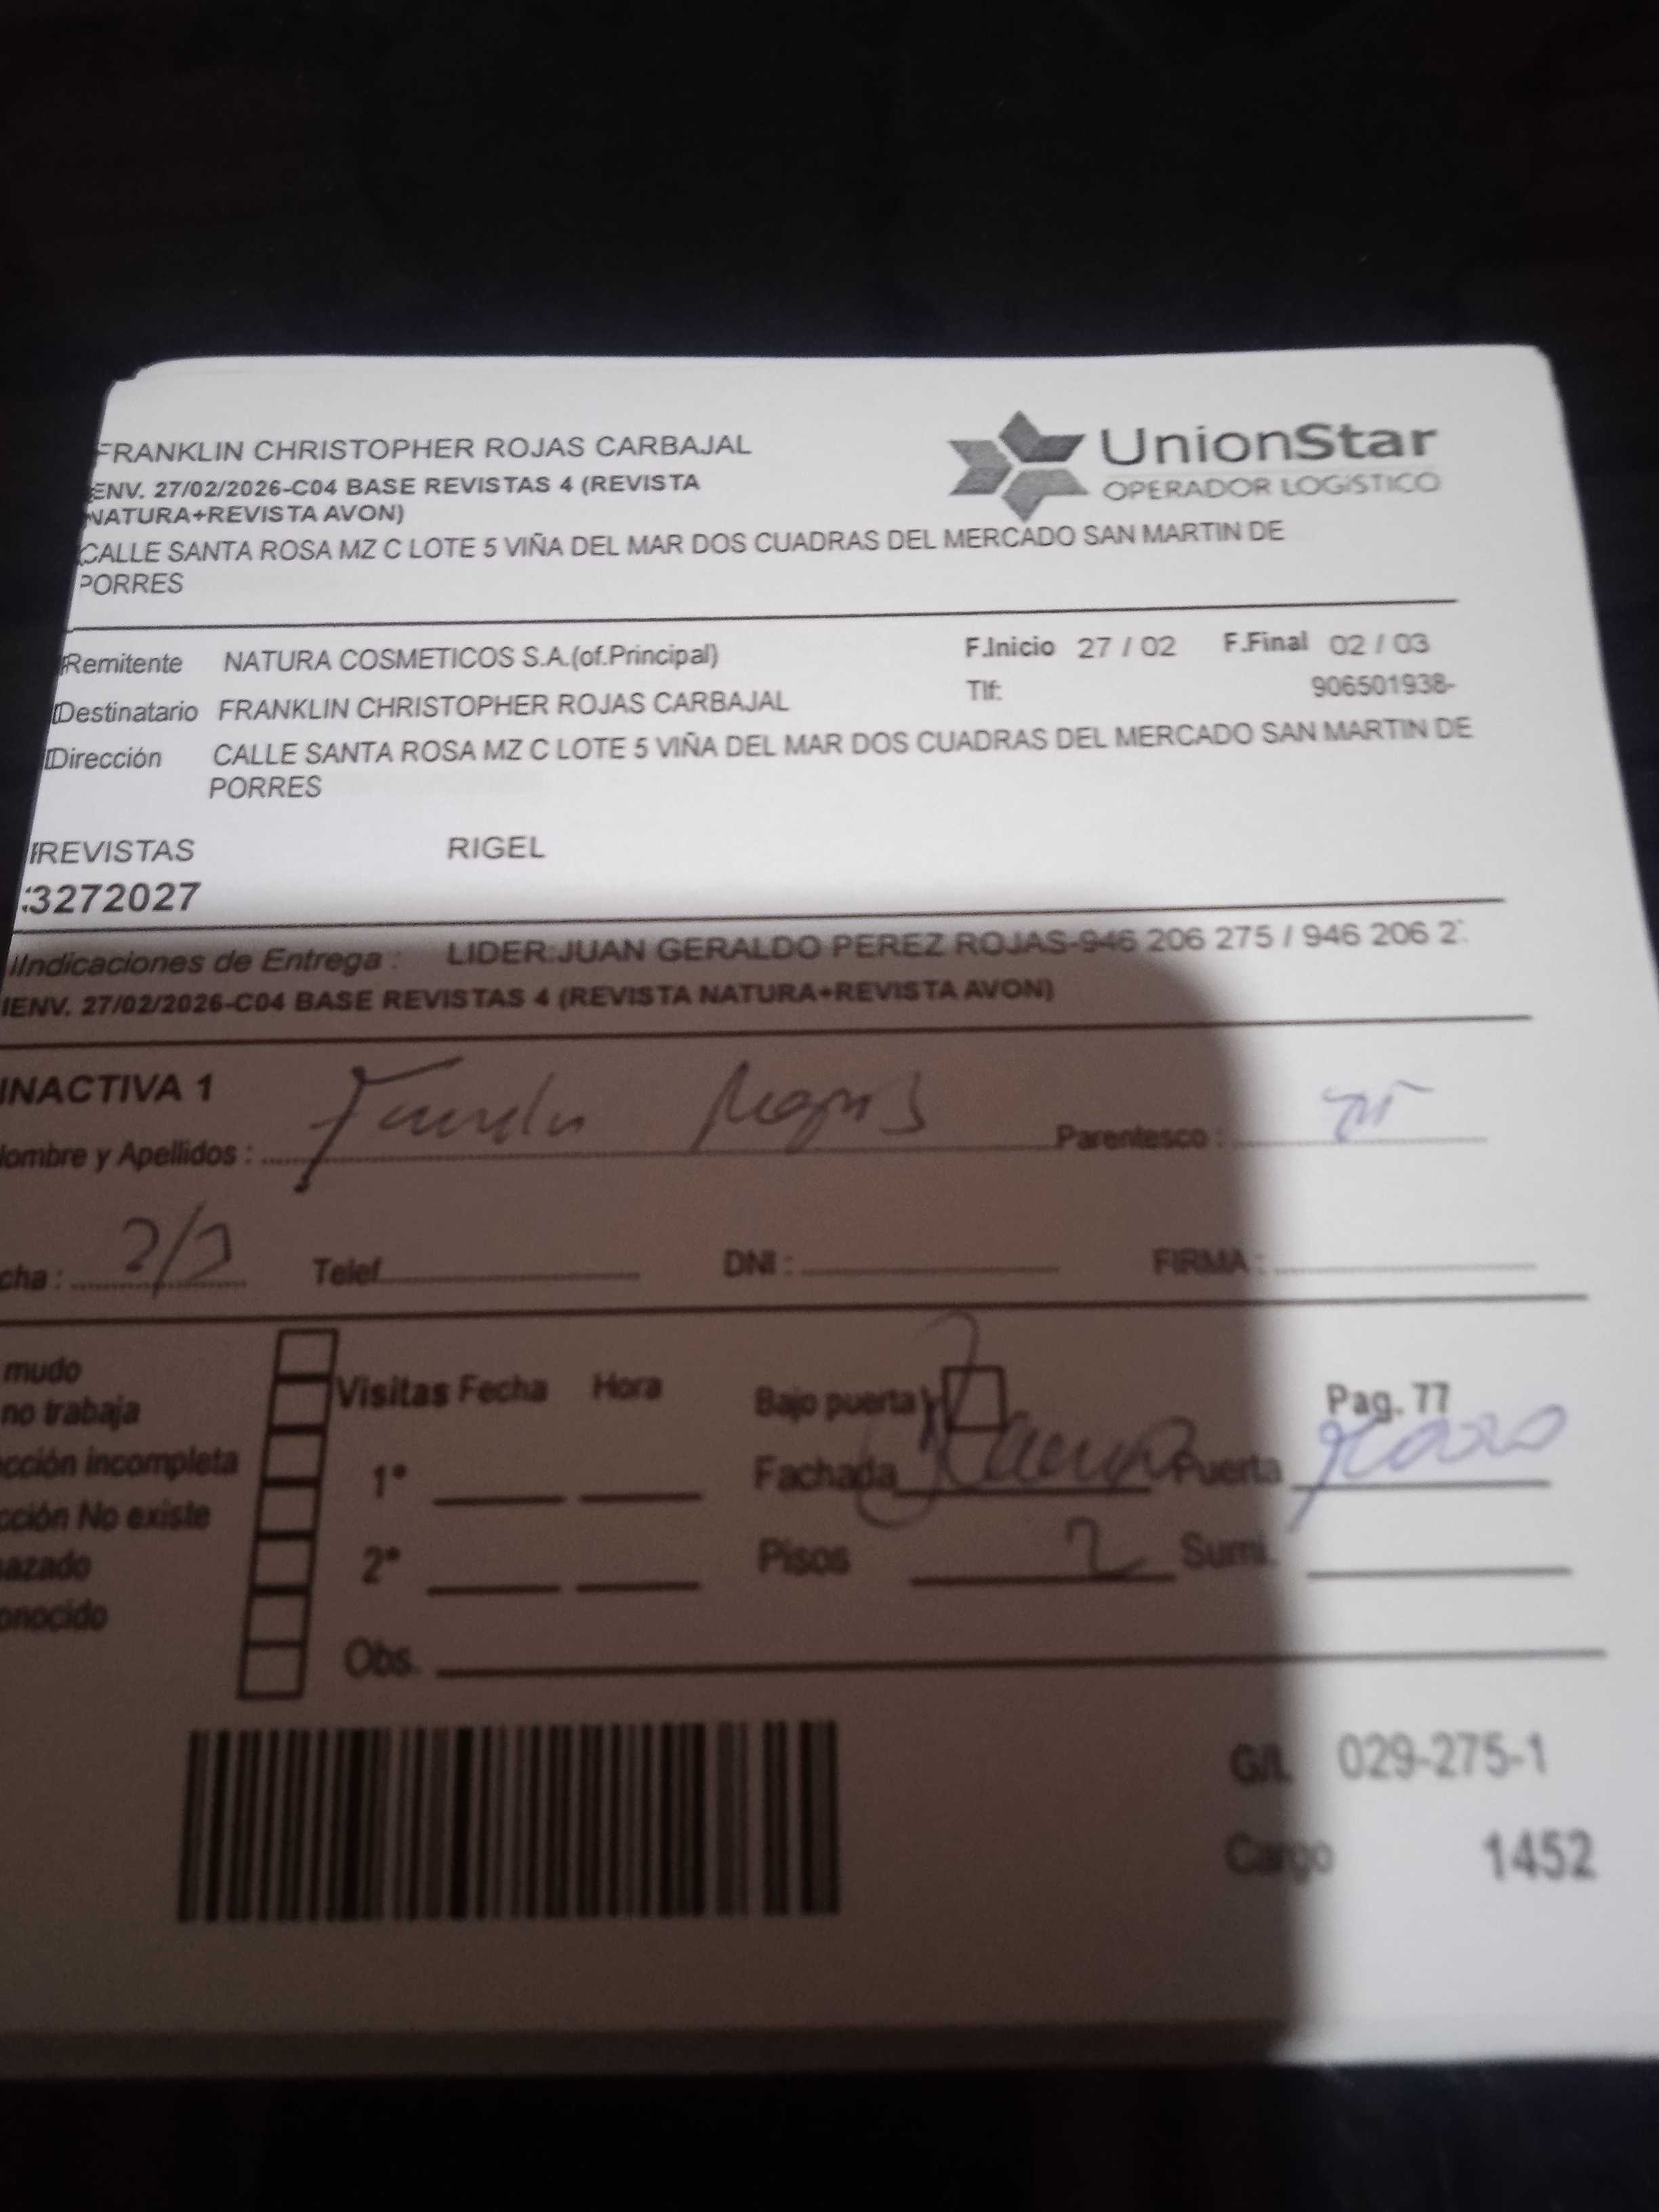 FRANKLIN CHRISTOPHER ROJAS CARBAJAL
ENV. 27/02/2026-C04 BASE REVISTAS 4 (REVISTA
NATURA+REVISTA AVON)
CALLE SANTA ROSA MZ C LOTE 5 VIÑA DEL MAR DOS CUADRAS DEL MERCADO SAN MARTIN DE
PORRES
UnionStar
OPERADOR LOGÍSTICO
Remitente NATURA COSMETICOS S.A.(of.Principal) F.Inicio 27 / 02 F.Final 02 / 03
Destinatario FRANKLIN CHRISTOPHER ROJAS CARBAJAL Tlf: 906501938-
Dirección CALLE SANTA ROSA MZ C LOTE 5 VIÑA DEL MAR DOS CUADRAS DEL MERCADO SAN MARTIN DE
PORRES
REVISTAS RIGEL
3272027
Indicaciones de Entrega : LIDER:JUAN GERALDO PEREZ ROJAS-946 206 275 / 946 206 2
ENV. 27/02/2026-C04 BASE REVISTAS 4 (REVISTA NATURA+REVISTA AVON)
INACTIVA 1
ombre y Apellidos : Parentesco :
cha : Telef DNI : FIRMA :
mudo
no trabaja
cción incompleta
cción No existe
azado
onocido
Visitas Fecha Hora
1°
2°
Obs.
Bajo puerta Pag. 77
Fachada Puerta
Pisos 2 Sumi.
G/L 029-275-1
Cargo 1452